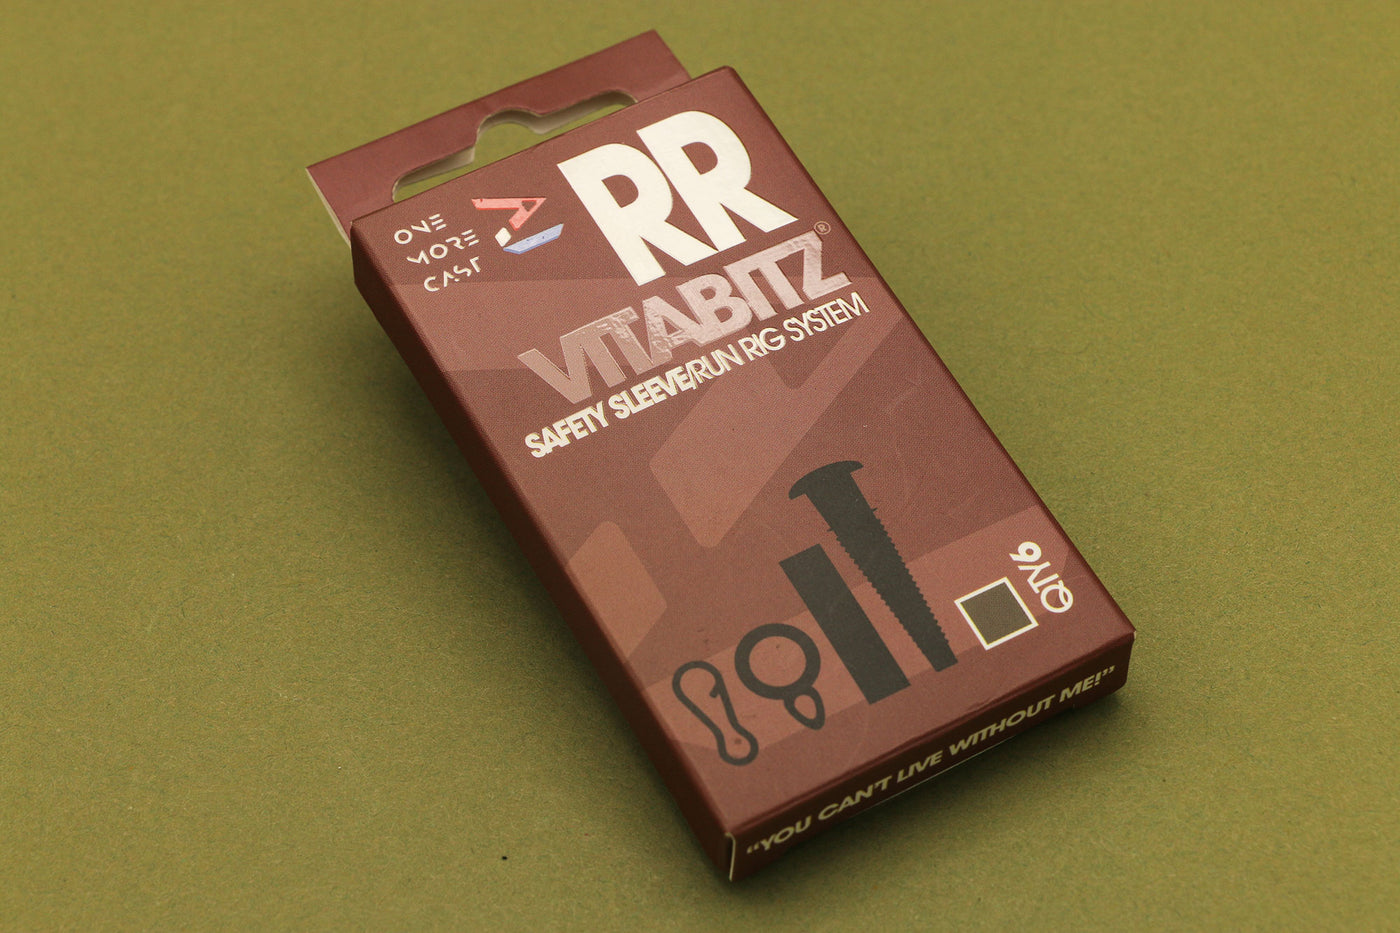 ONE
MORE
CAST
RR
VITABITZ®
SAFETY SLEEVE/RUN RIG SYSTEM
QTY6
“YOU CAN'T LIVE WITHOUT ME!”